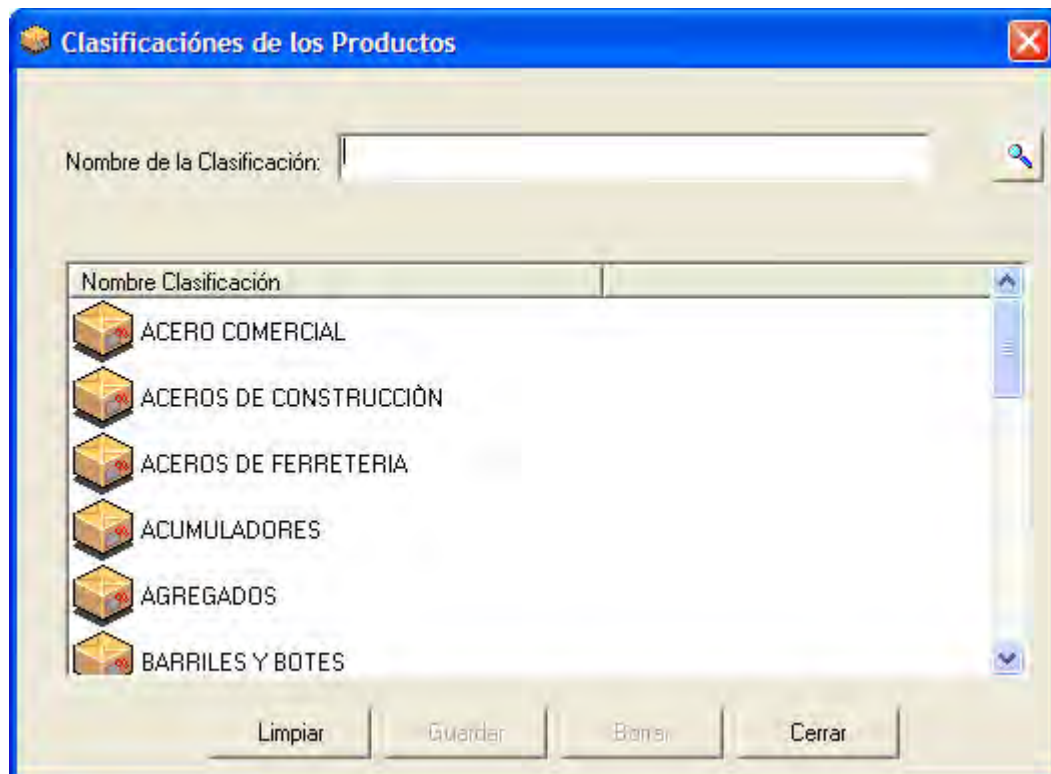 Clasificaciónes de los Productos
Nombre de la Clasificación:
Nombre Clasificación
ACERO COMERCIAL
ACEROS DE CONSTRUCCIÓN
ACEROS DE FERRETERIA
ACUMULADORES
AGREGADOS
BARRILES Y BOTES
Limpiar Guardar Borrar Cerrar